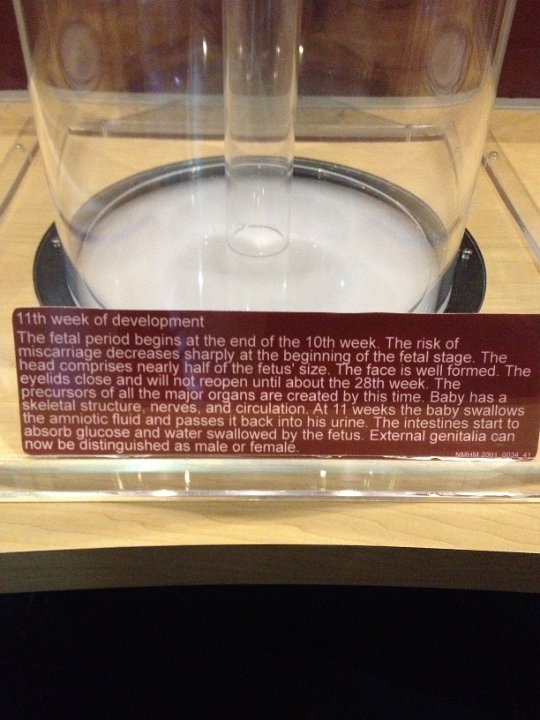 11th week of development
The fetal period begins at the end of the 10th week. The risk of
miscarriage decreases sharply at the beginning of the fetal stage. The
head comprises nearly half of the fetus' size. The face is well formed. The
eyelids close and will not reopen until about the 28th week. The
precursors of all the major organs are created by this time. Baby has a
skeletal structure, nerves, and circulation. At 11 weeks the baby swallows
the amniotic fluid and passes it back into his urine. The intestines start to
absorb glucose and water swallowed by the fetus. External genitalia can
now be distinguished as male or female.
NMHM 2001_0034_41